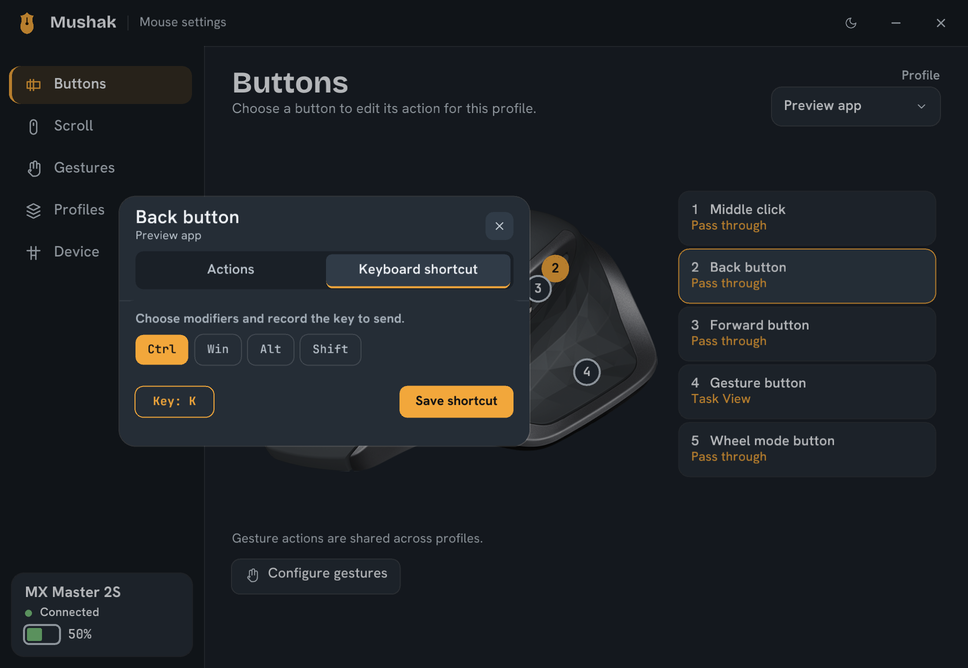 Mushak
Mouse settings
Buttons
Scroll
Gestures
Profiles
Device
MX Master 2S
Connected
50%
Buttons
Choose a button to edit its action for this profile.
Profile
Preview app
Back button
Preview app
Actions
Keyboard shortcut
Choose modifiers and record the key to send.
Ctrl
Win
Alt
Shift
Key: K
Save shortcut
2
3
4
1 Middle click
Pass through
2 Back button
Pass through
3 Forward button
Pass through
4 Gesture button
Task View
5 Wheel mode button
Pass through
Gesture actions are shared across profiles.
Configure gestures